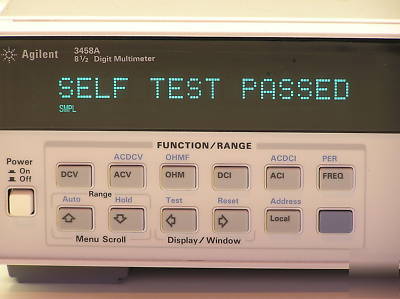 Agilent 3458A
8½ Digit Multimeter
SELF TEST PASSED
SMPL
FUNCTION/RANGE
Power
On
Off
ACDCV OHMF ACDCI PER
DCV ACV OHM DCI ACI FREQ
Range
Auto Hold Test Reset Address
Local
Menu Scroll Display/Window